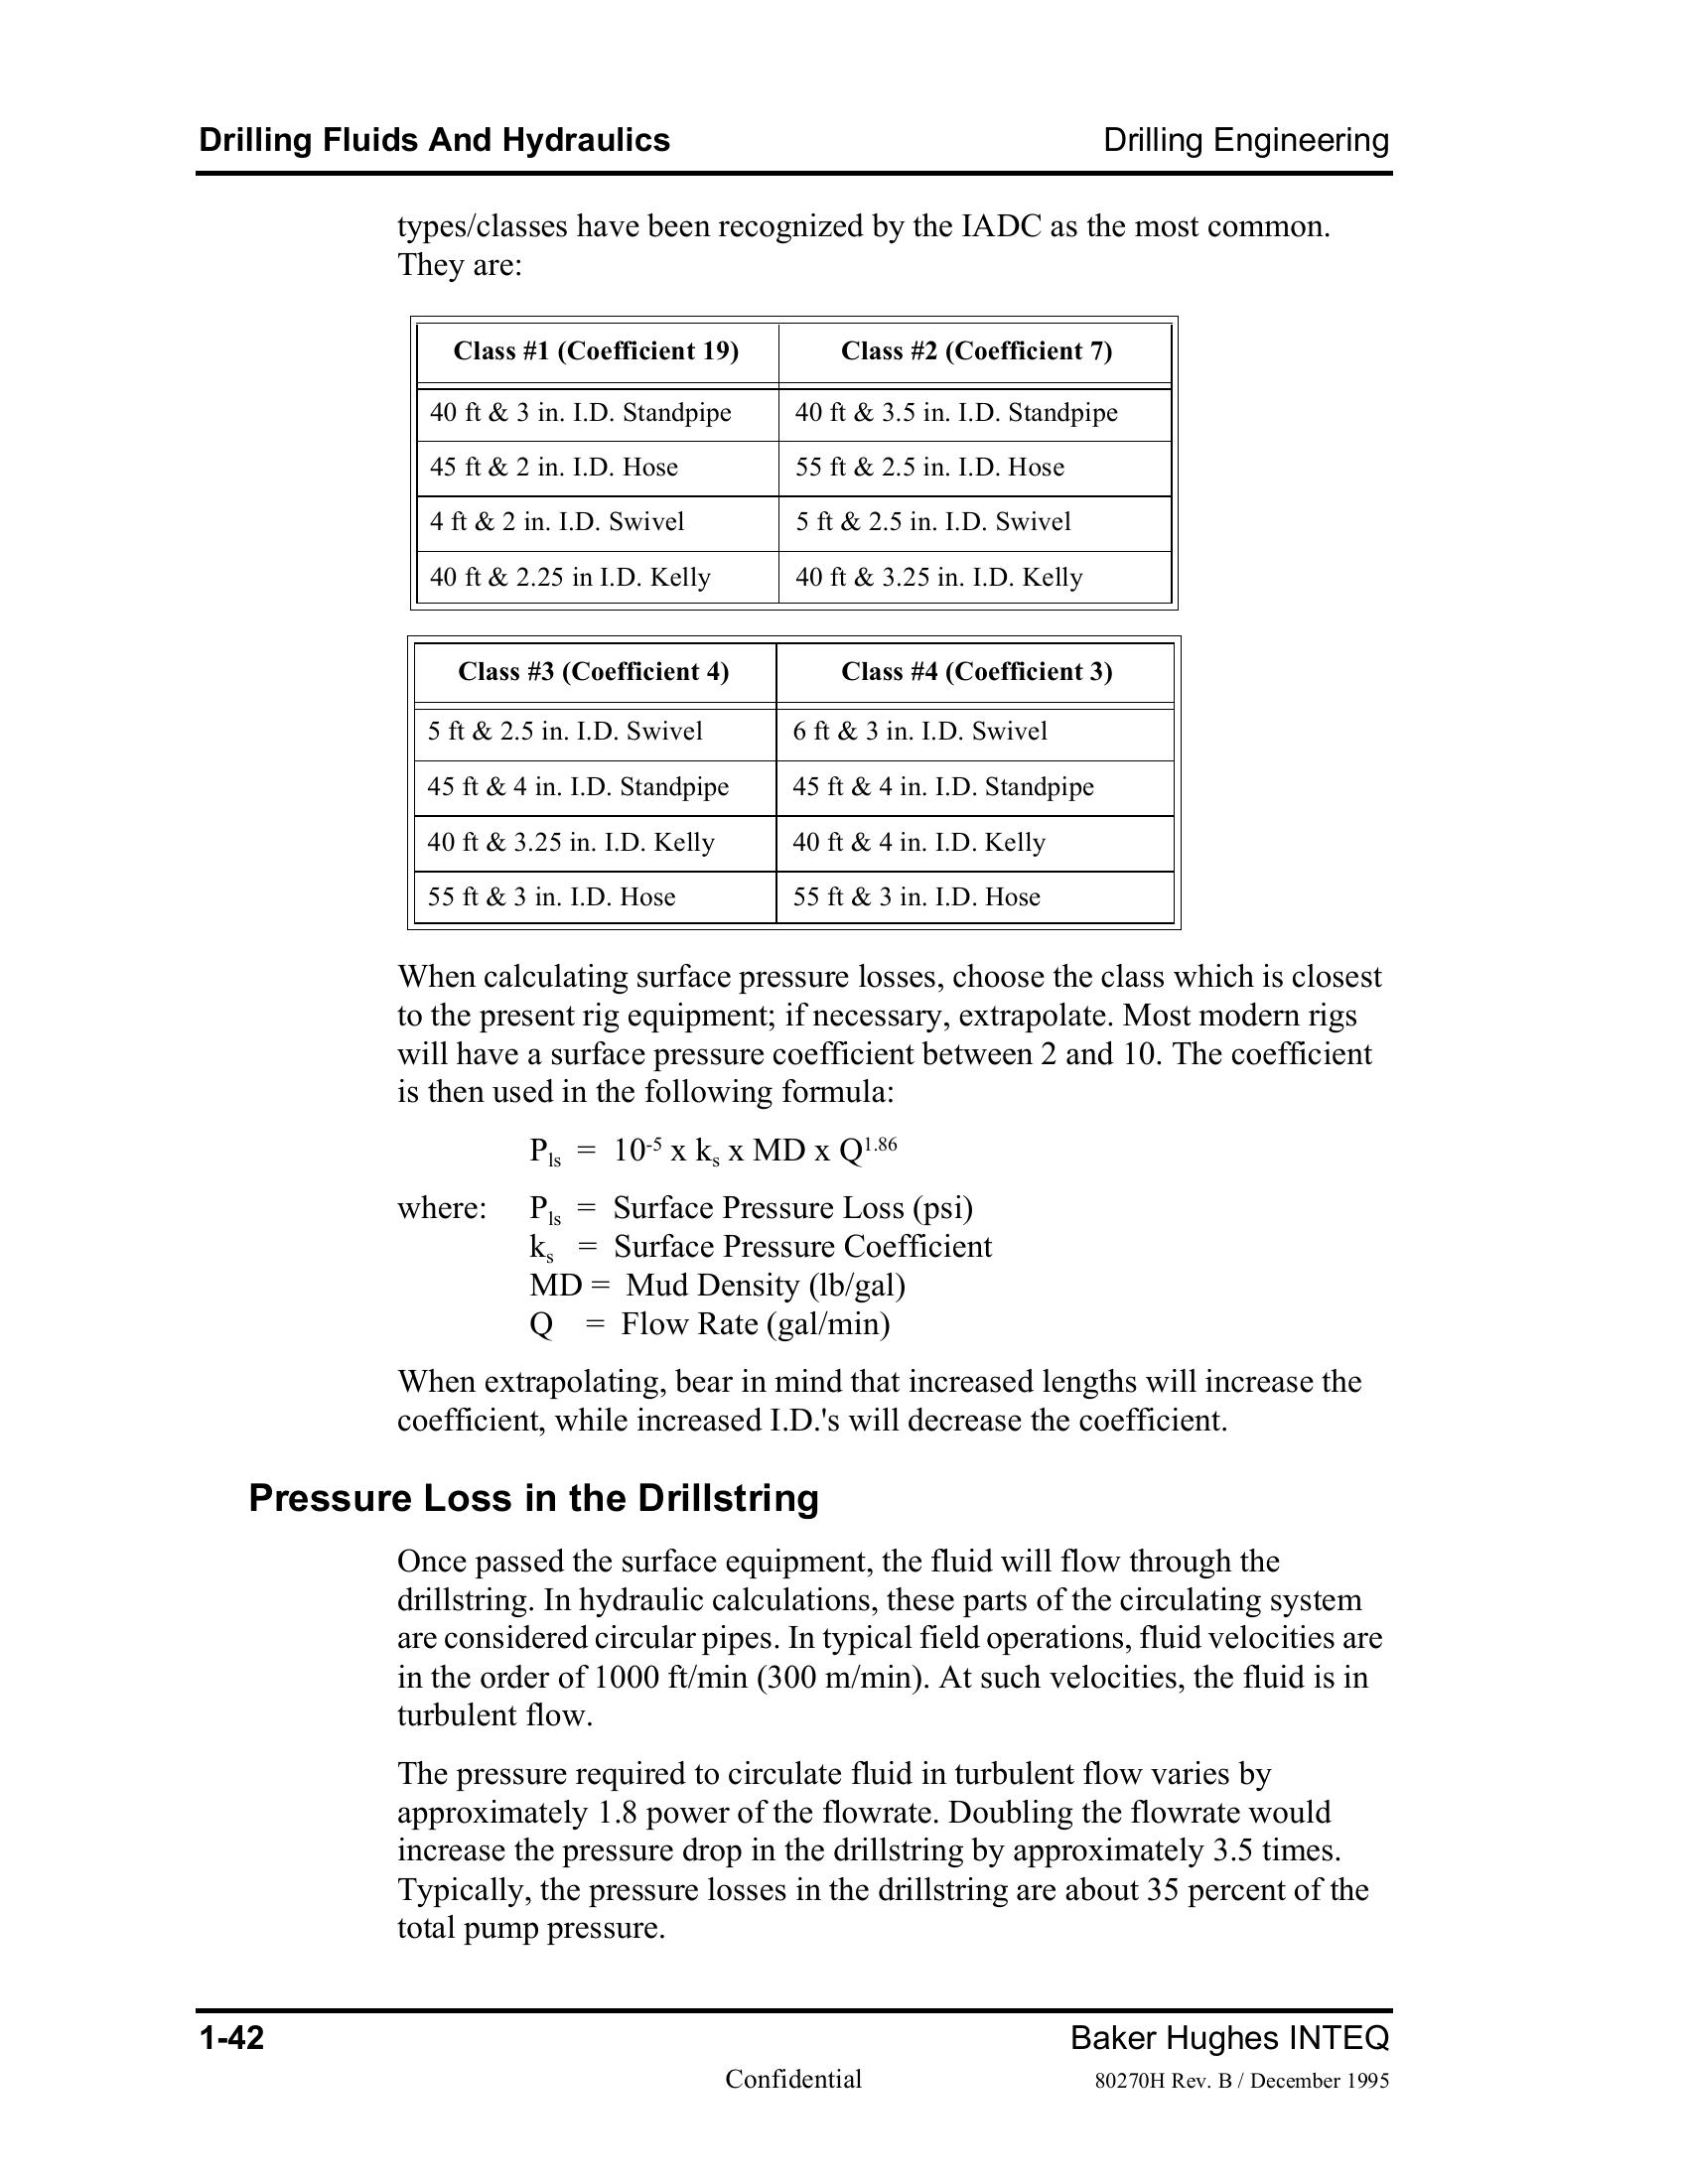 Drilling Fluids And Hydraulics Drilling Engineering
types/classes have been recognized by the IADC as the most common.
They are:
Class #1 (Coefficient 19) Class #2 (Coefficient 7)
40 ft & 3 in. I.D. Standpipe 40 ft & 3.5 in. I.D. Standpipe
45 ft & 2 in. I.D. Hose 55 ft & 2.5 in. I.D. Hose
4 ft & 2 in. I.D. Swivel 5 ft & 2.5 in. I.D. Swivel
40 ft & 2.25 in I.D. Kelly 40 ft & 3.25 in. I.D. Kelly
Class #3 (Coefficient 4) Class #4 (Coefficient 3)
5 ft & 2.5 in. I.D. Swivel 6 ft & 3 in. I.D. Swivel
45 ft & 4 in. I.D. Standpipe 45 ft & 4 in. I.D. Standpipe
40 ft & 3.25 in. I.D. Kelly 40 ft & 4 in. I.D. Kelly
55 ft & 3 in. I.D. Hose 55 ft & 3 in. I.D. Hose
When calculating surface pressure losses, choose the class which is closest
to the present rig equipment; if necessary, extrapolate. Most modern rigs
will have a surface pressure coefficient between 2 and 10. The coefficient
is then used in the following formula:
Pls = 10-5 x ks x MD x Q1.86
where: Pls = Surface Pressure Loss (psi)
ks = Surface Pressure Coefficient
MD = Mud Density (lb/gal)
Q = Flow Rate (gal/min)
When extrapolating, bear in mind that increased lengths will increase the
coefficient, while increased I.D.'s will decrease the coefficient.
Pressure Loss in the Drillstring
Once passed the surface equipment, the fluid will flow through the
drillstring. In hydraulic calculations, these parts of the circulating system
are considered circular pipes. In typical field operations, fluid velocities are
in the order of 1000 ft/min (300 m/min). At such velocities, the fluid is in
turbulent flow.
The pressure required to circulate fluid in turbulent flow varies by
approximately 1.8 power of the flowrate. Doubling the flowrate would
increase the pressure drop in the drillstring by approximately 3.5 times.
Typically, the pressure losses in the drillstring are about 35 percent of the
total pump pressure.
1-42 Baker Hughes INTEQ
Confidential 80270H Rev. B / December 1995